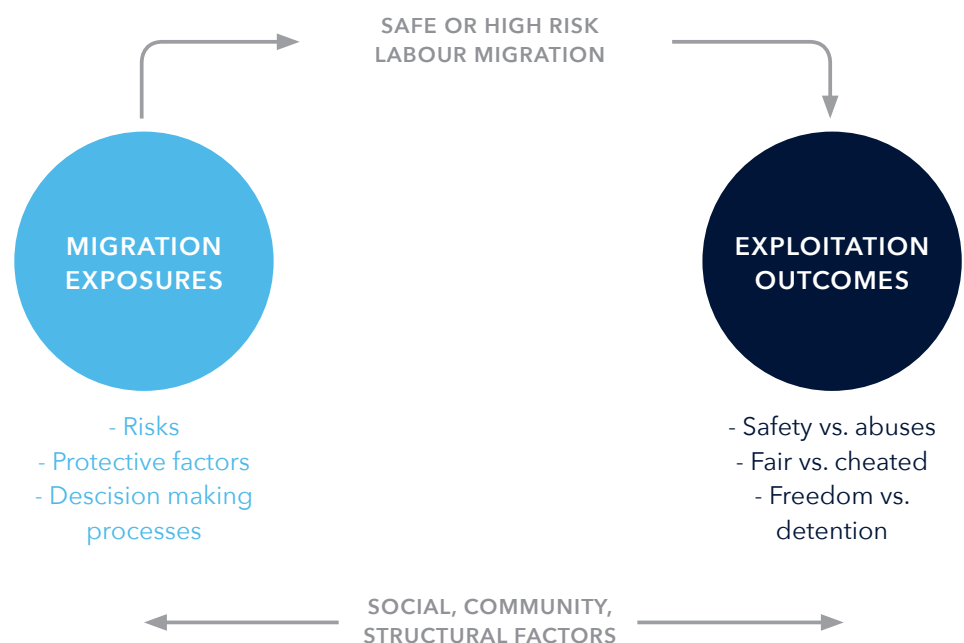 SAFE OR HIGH RISK
LABOUR MIGRATION
MIGRATION
EXPOSURES
EXPLOITATION
OUTCOMES
- Risks
- Protective factors
- Descision making
processes
- Safety vs. abuses
- Fair vs. cheated
- Freedom vs.
detention
SOCIAL, COMMUNITY,
STRUCTURAL FACTORS